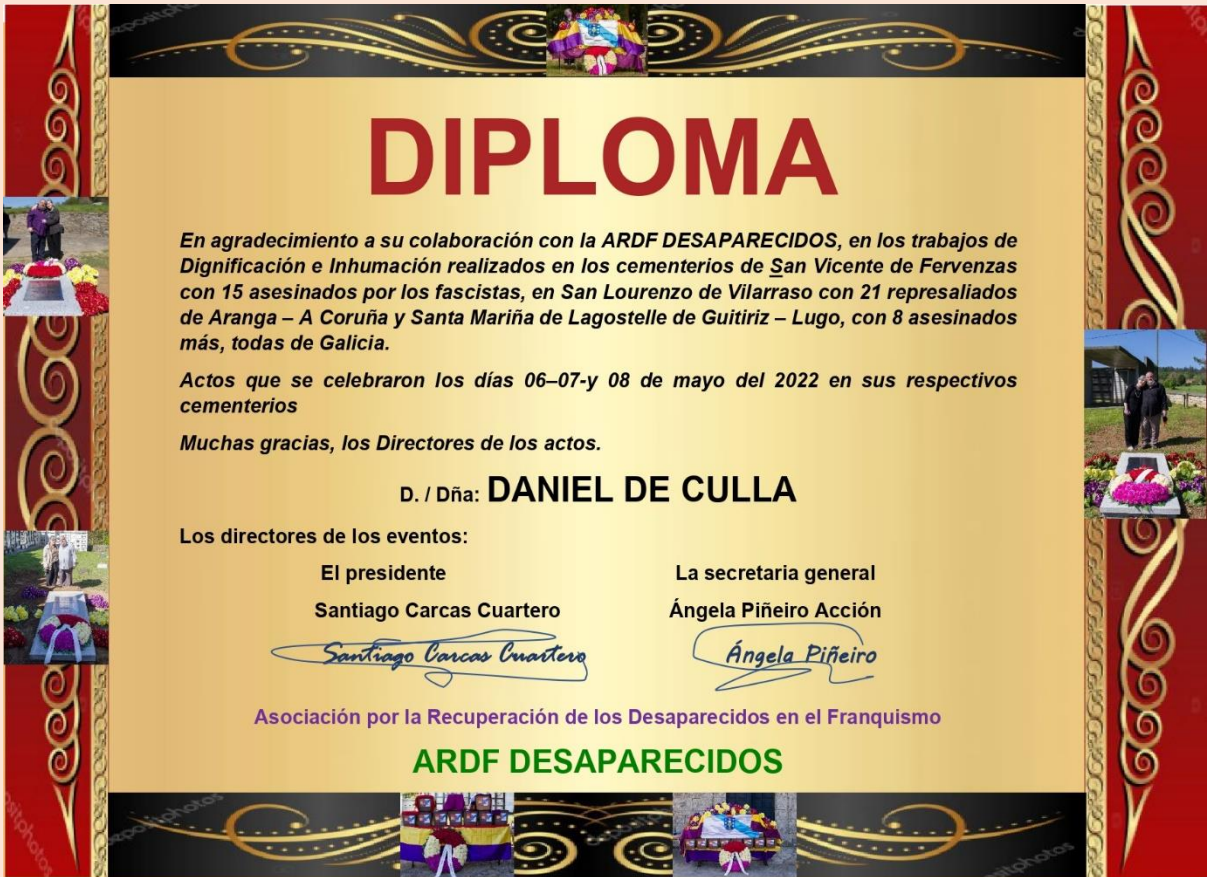 DIPLOMA
En agradecimiento a su colaboración con la ARDF DESAPARECIDOS, en los trabajos de
Dignificación e Inhumación realizados en los cementerios de San Vicente de Fervenzas
con 15 asesinados por los fascistas, en San Lourenzo de Vilarraso con 21 represaliados
de Aranga – A Coruña y Santa Mariña de Lagostelle de Guitiriz – Lugo, con 8 asesinados
más, todas de Galicia.
Actos que se celebraron los días 06–07-y 08 de mayo del 2022 en sus respectivos
cementerios
Muchas gracias, los Directores de los actos.
D. / Dña: DANIEL DE CULLA
Los directores de los eventos:
El presidente La secretaria general
Santiago Carcas Cuartero Ángela Piñeiro Acción
Santiago Carcas Cuartero Ángela Piñeiro
Asociación por la Recuperación de los Desaparecidos en el Franquismo
ARDF DESAPARECIDOS
depositphotos